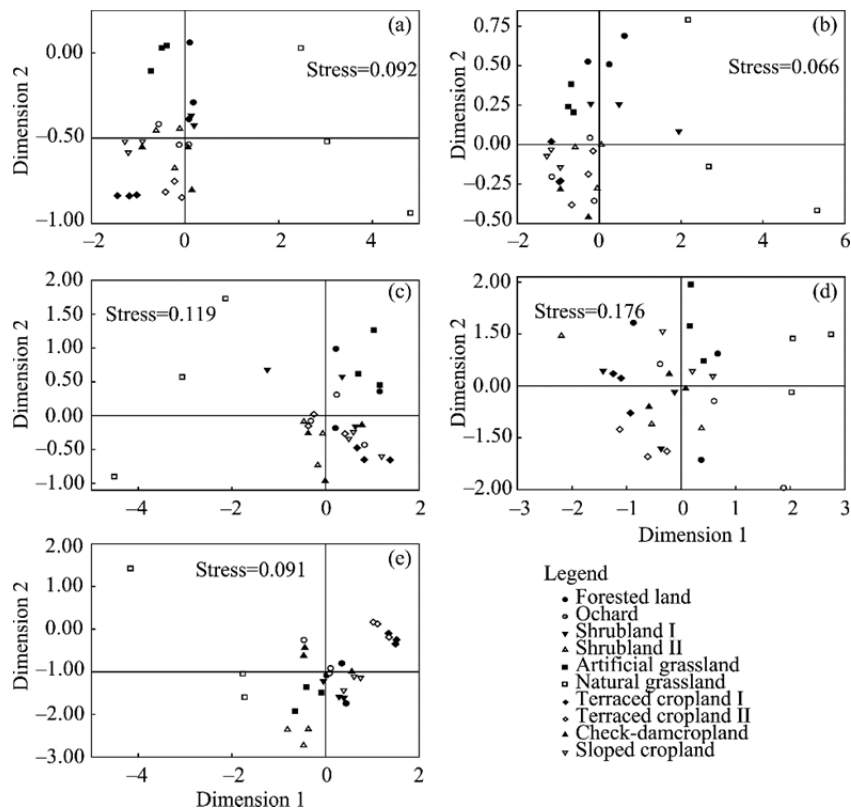 (a)
Stress=0.092
Dimension 2
0.00
–0.50
–1.00
–2
0
2
4
(b)
Stress=0.066
Dimension 2
0.75
0.50
0.25
0.00
–0.25
0.50
–2
0
2
4
6
(c)
Stress=0.119
Dimension 2
2.00
1.50
1.00
0.50
0.00
–0.50
–1.00
–4
–2
0
2
(d)
Stress=0.176
Dimension 2
2.00
1.50
0.00
–1.50
–2.00
–3
–2
–1
0
1
2
3
Dimension 1
(e)
Stress=0.091
Dimension 2
2.00
1.00
0.00
–1.00
–2.00
–3.00
–4
–2
0
2
Dimension 1
Legend
Forested land
Ochard
Shrubland I
Shrubland II
Artificial grassland
Natural grassland
Terraced cropland I
Terraced cropland II
Check-damcropland
Sloped cropland